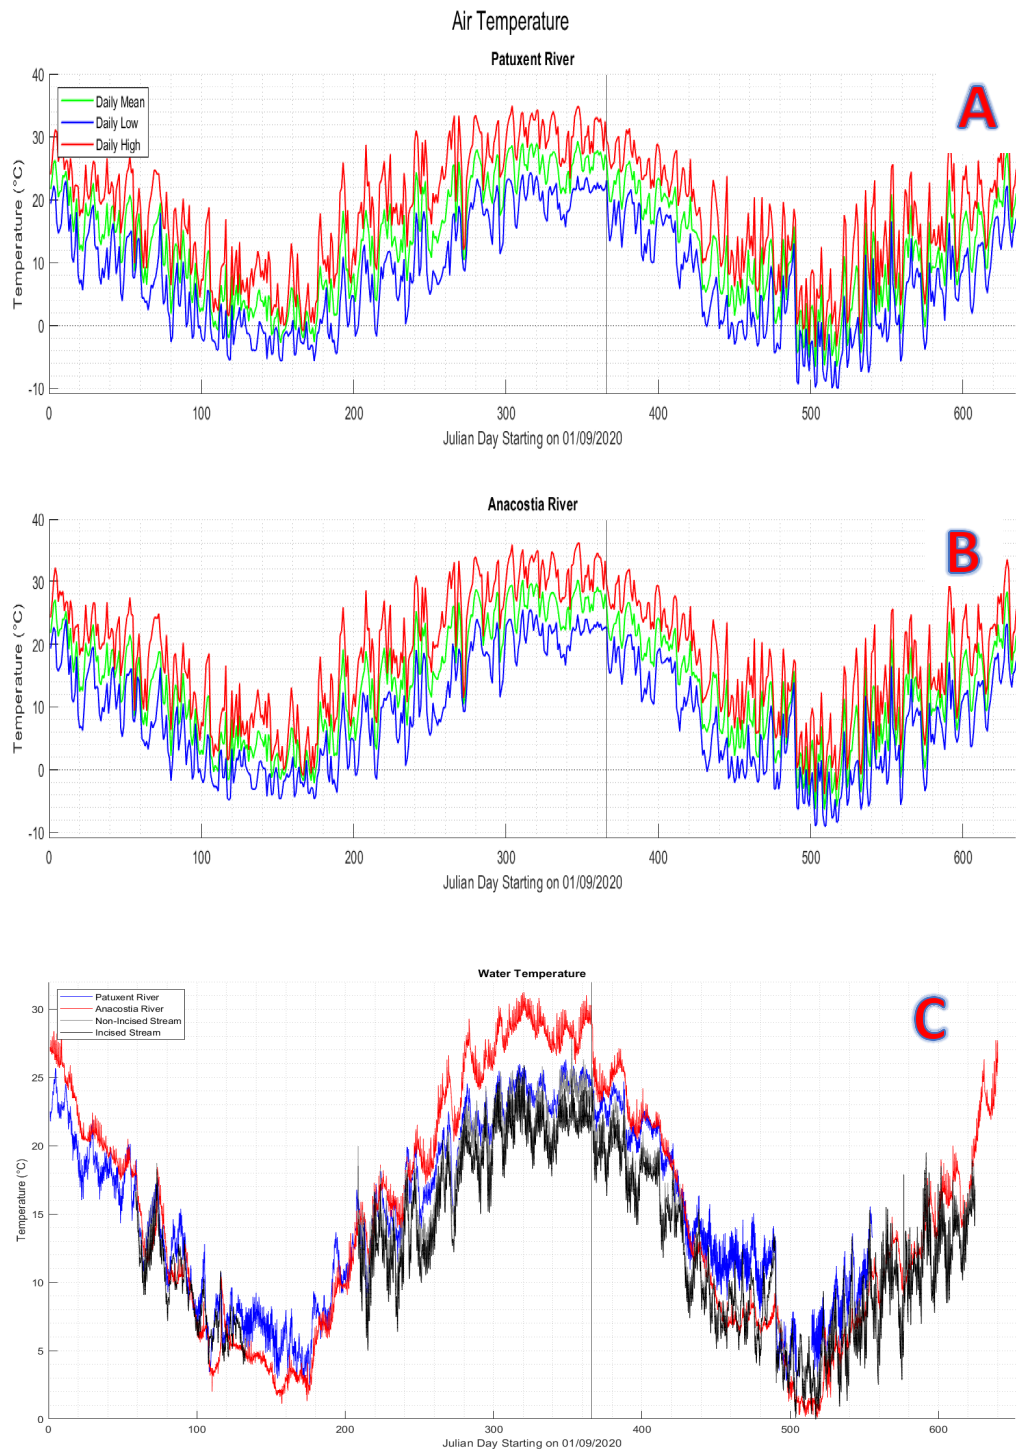 Air Temperature
Patuxent River
A
Daily Mean
Daily Low
Daily High
Temperature (°C)
40
30
20
10
0
-10
0 100 200 300 400 500 600
Julian Day Starting on 01/09/2020
Anacostia River
B
Temperature (°C)
40
30
20
10
0
-10
0 100 200 300 400 500 600
Julian Day Starting on 01/09/2020
Water Temperature
C
Patuxent River
Anacostia River
Non-Incised Stream
Incised Stream
Temperature (°C)
30
25
20
15
10
5
0
0 100 200 300 400 500 600
Julian Day Starting on 01/09/2020